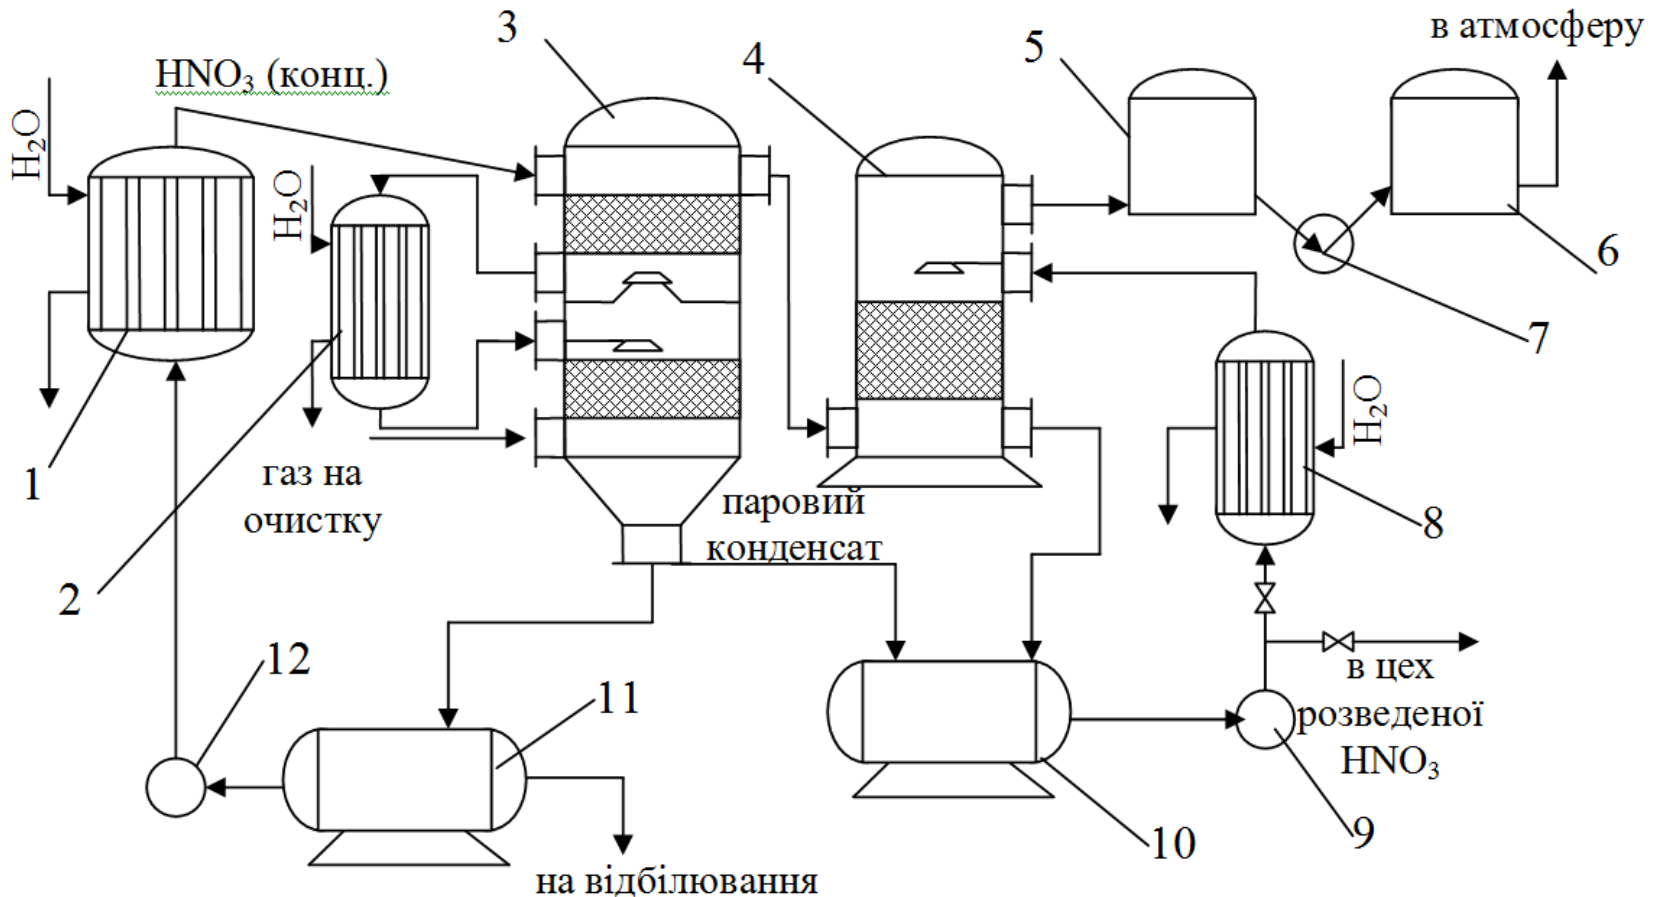 3
4
5
в атмосферу
HNO₃ (конц.)
H₂O
H₂O
6
7
1
газ на
очистку
H₂O
паровий
конденсат
8
2
12
11
в цех
розведеної
HNO₃
10
9
на відбілювання